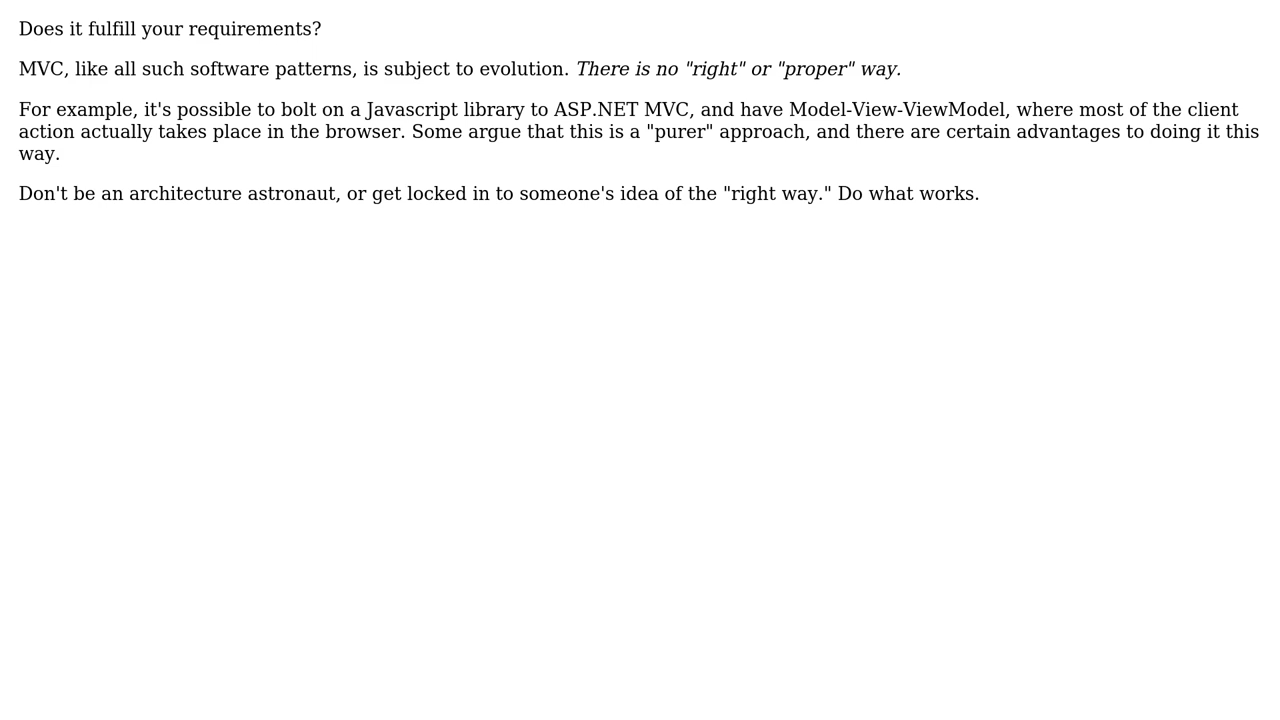 Does it fulfill your requirements?
MVC, like all such software patterns, is subject to evolution. There is no "right" or "proper" way.
For example, it's possible to bolt on a Javascript library to ASP.NET MVC, and have Model-View-ViewModel, where most of the client
action actually takes place in the browser. Some argue that this is a "purer" approach, and there are certain advantages to doing it this
way.
Don't be an architecture astronaut, or get locked in to someone's idea of the "right way." Do what works.